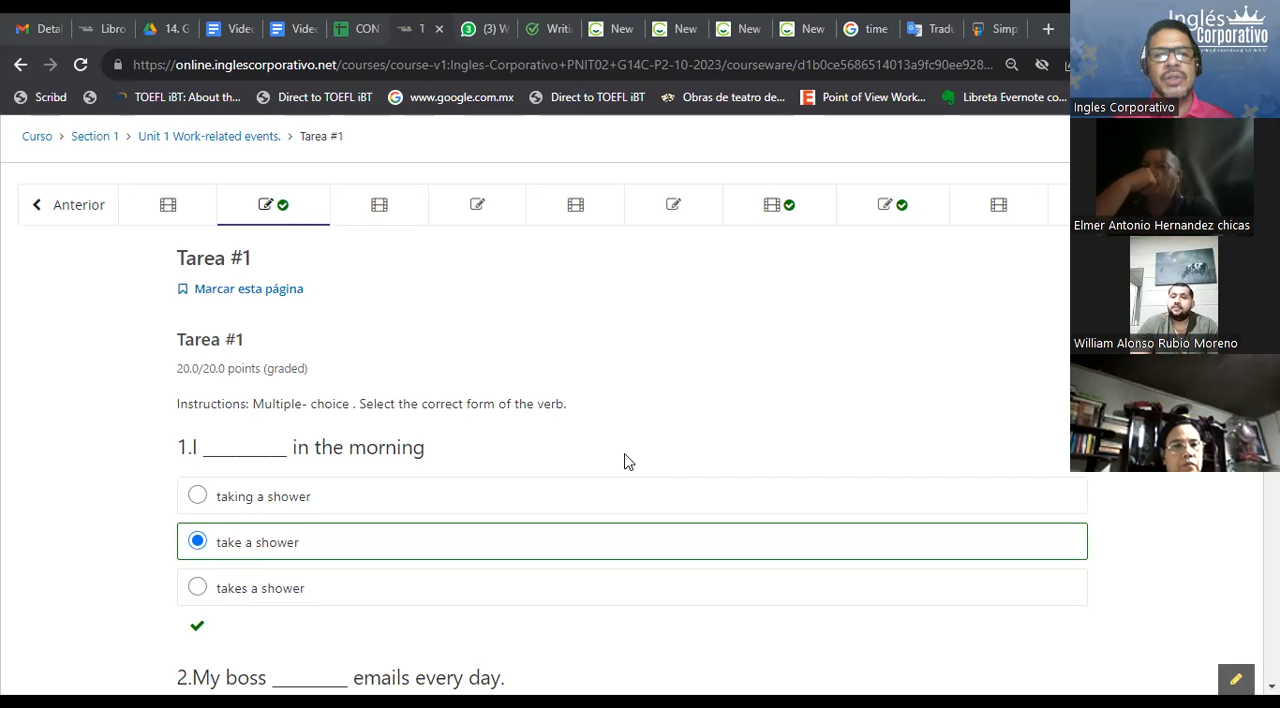 Detal
Libro
14. G
Vide
Vide
CON
T
(3) W
Writi
New
New
New
New
time
Tradu
Simp
https://online.inglescorporativo.net/courses/course-v1:Ingles-Corporativo+PNIT02+G14C-P2-10-2023/courseware/d1b0ce5686514013a9fc90ee928...
Scribd
TOEFL iBT: About th...
Direct to TOEFL iBT
www.google.com.mx
Direct to TOEFL iBT
Obras de teatro de...
Point of View Work...
Libreta Evernote co...
Inglés
Corporativo
Ingles Corporativo
Elmer Antonio Hernandez chicas
William Alonso Rubio Moreno
Curso > Section 1 > Unit 1 Work-related events. > Tarea #1
Anterior
Tarea #1
Marcar esta página
Tarea #1
20.0/20.0 points (graded)
Instructions: Multiple- choice . Select the correct form of the verb.
1.I __________ in the morning
taking a shower
take a shower
takes a shower
2.My boss _________ emails every day.